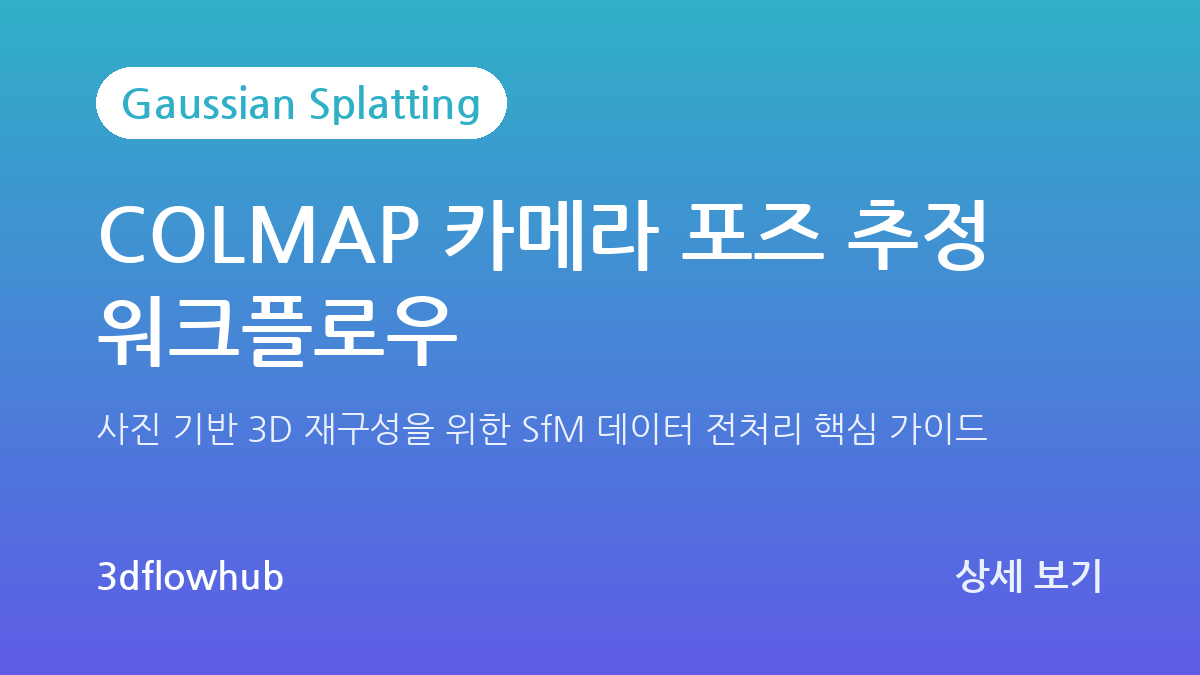 Gaussian Splatting
COLMAP 카메라 포즈 추정
워크플로우
사진 기반 3D 재구성을 위한 SfM 데이터 전처리 핵심 가이드
3dflowhub
상세 보기